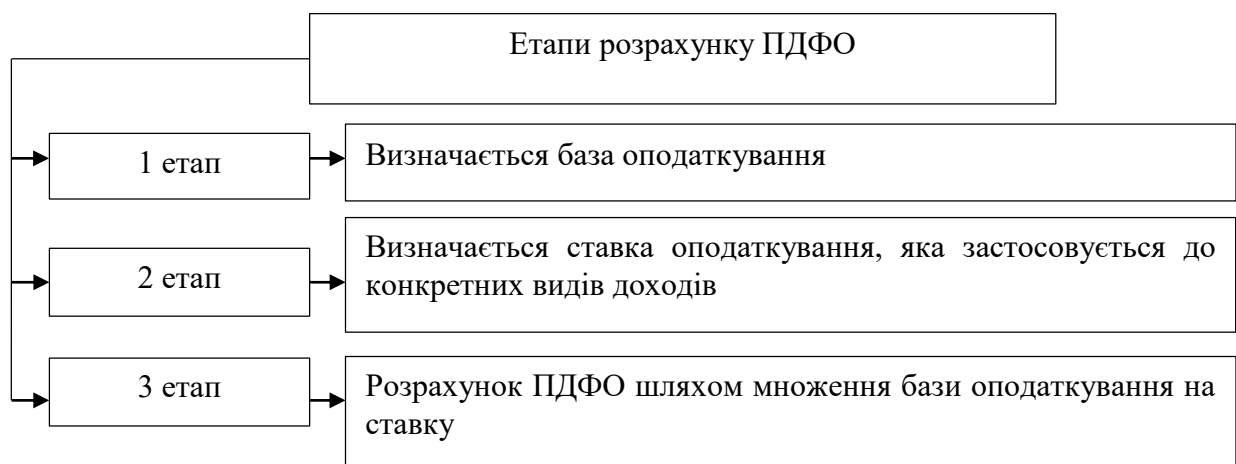 Етапи розрахунку ПДФО
1 етап
Визначається база оподаткування
2 етап
Визначається ставка оподаткування, яка застосовується до
конкретних видів доходів
3 етап
Розрахунок ПДФО шляхом множення бази оподаткування на
ставку